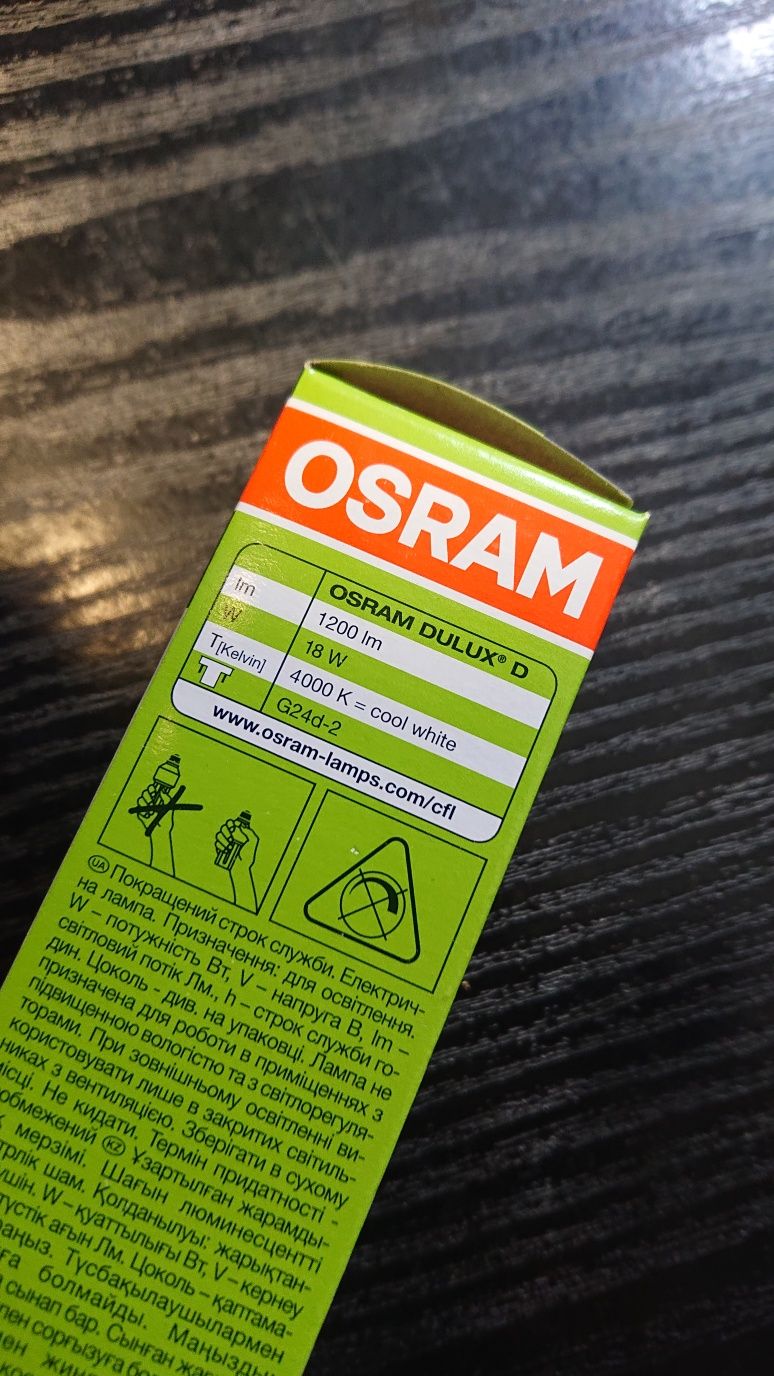 OSRAM
OSRAM DULUX® D
lm 1200 lm
W 18 W
T[Kelvin] 4000 K = cool white
G24d-2
www.osram-lamps.com/cfl
UA Покращений строк служби. Електрич-
на лампа. Призначення: для освітлення.
W – потужність Вт, V – напруга В, lm –
світловий потік Лм., h – строк служби го-
дин. Цоколь - див. на упаковці. Лампа не
призначена для роботи в приміщеннях з
підвищенною вологістю та з світлорегуля-
торами. При зовнішньому освітленні ви-
користовувати лише в закритих світиль-
никах з вентиляцією. Зберігати в сухому
місці. Не кидати. Термін придатності -
обмежений KZ Ұзартылған жарамды-
мерзімі. Шағын люминесцентті
шам. Қолданылуы: жарықтан-
W – қуаттылығы Вт, V – кернеу
ағын Лм. Цоколь – қаптама-
Түсбақылаушылармен
болмайды. Маңызды
сынап бар. Сынған
сорғызуға